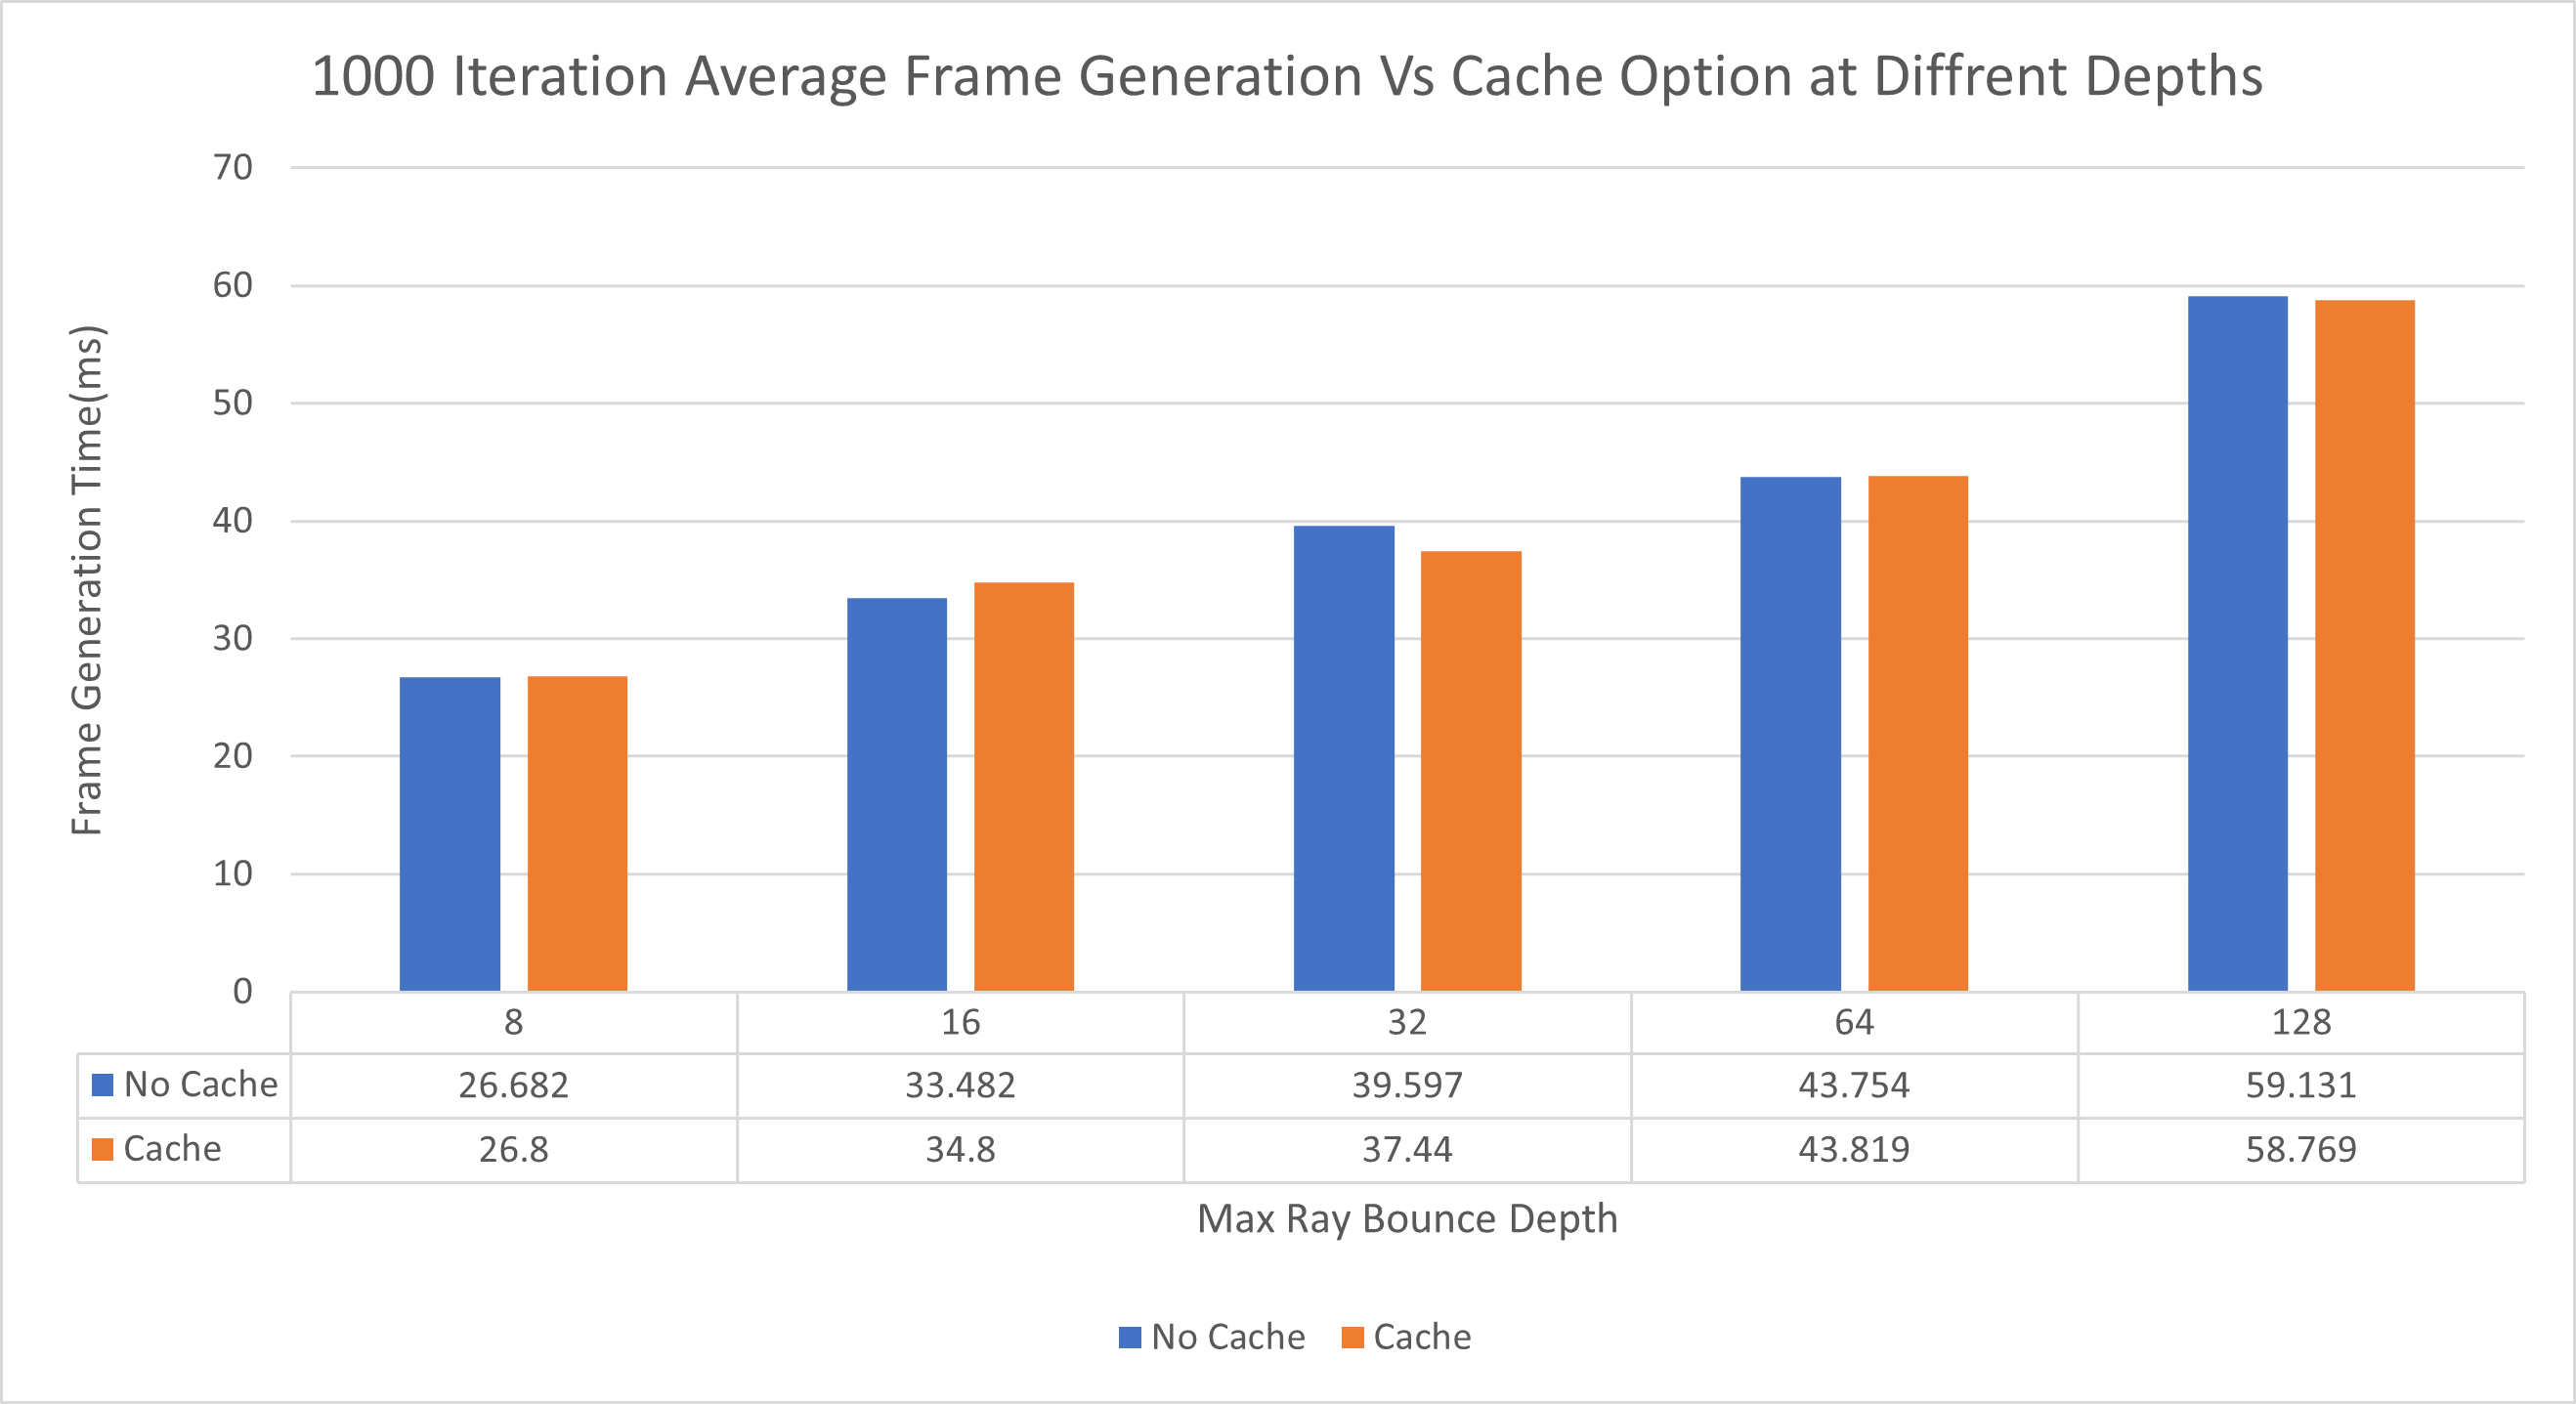 1000 Iteration Average Frame Generation Vs Cache Option at Diffrent Depths
70
60
50
40
30
20
10
0
Frame Generation Time(ms)
8 16 32 64 128
No Cache 26.682 33.482 39.597 43.754 59.131
Cache 26.8 34.8 37.44 43.819 58.769
Max Ray Bounce Depth
No Cache Cache